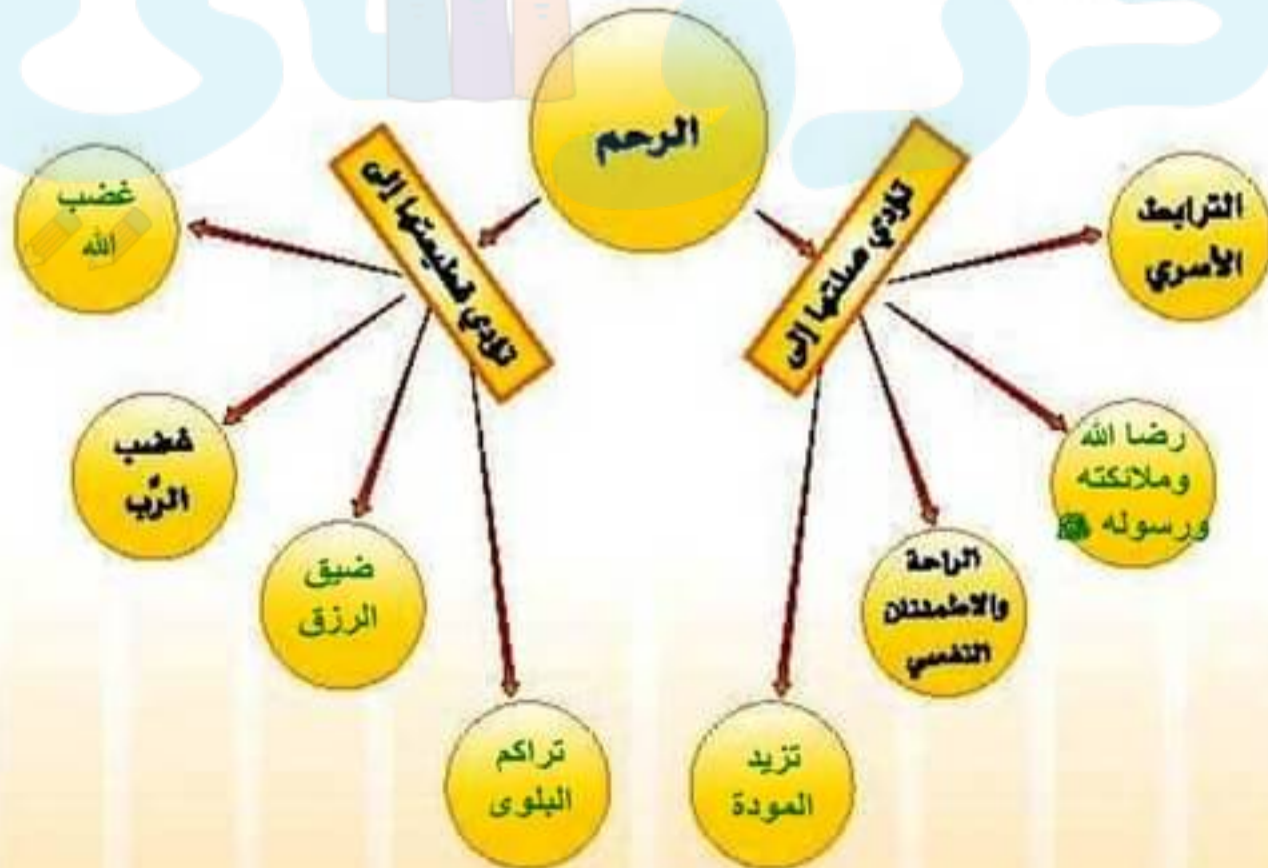 الرحم
تؤدي صلتها إلى
الترابط
الأسري
رضا الله
وملائكته
ورسوله ﷺ
الراحة
والاطمئنان
النفسي
تزيد
المودة
تؤدي قطيعتها إلى
غضب
الله
غضب
الرّب
ضيق
الرزق
تراكم
البلوى